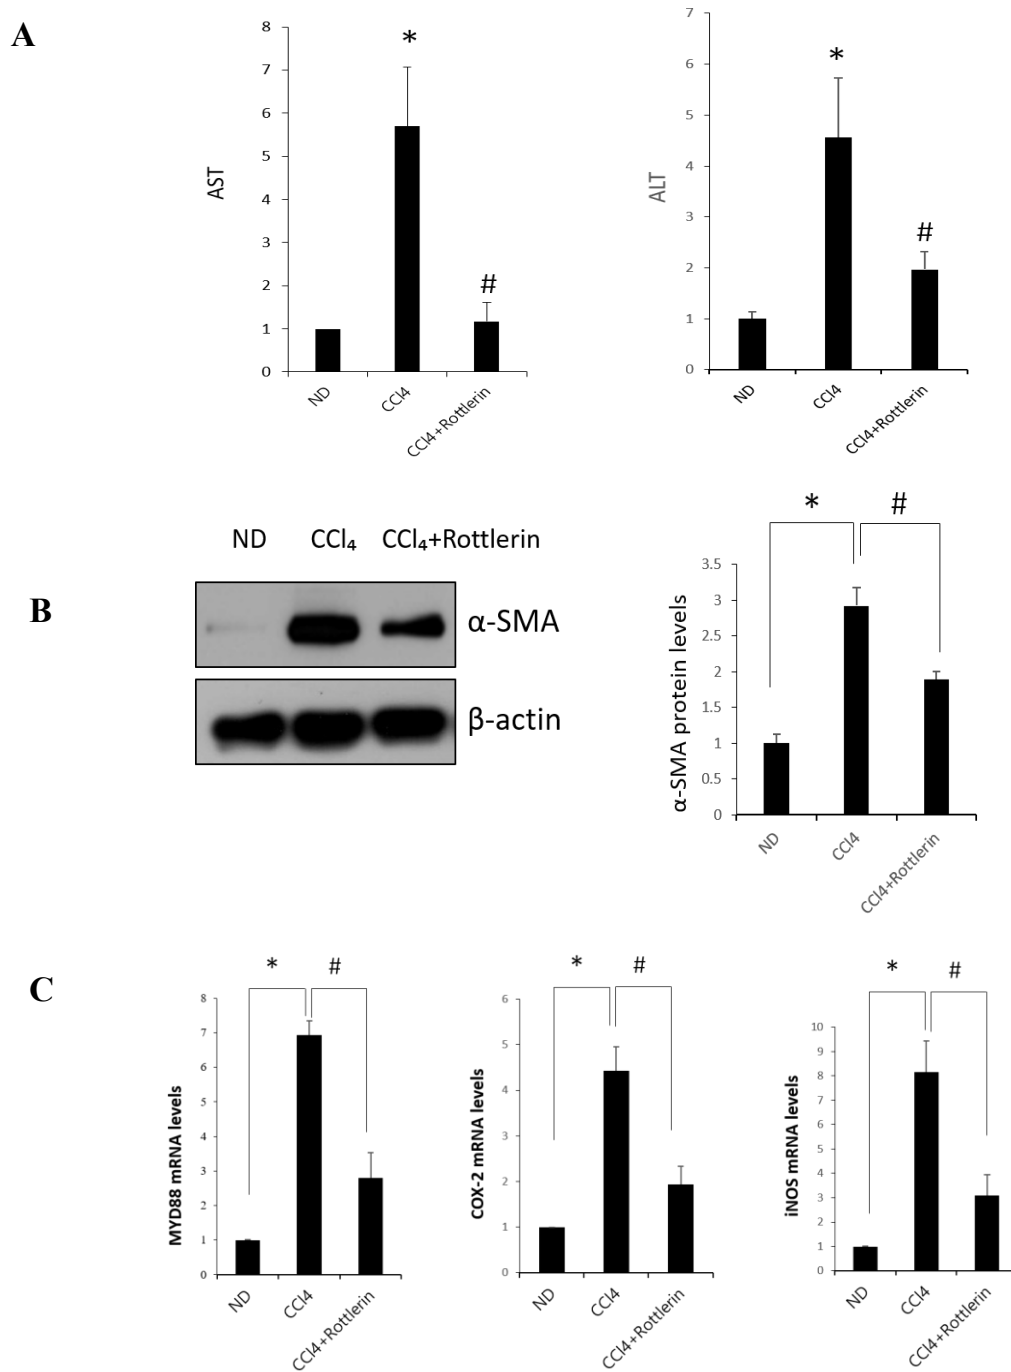 A
AST
8
7
6
5
4
3
2
1
0
*
#
ND
CCl4
CCl4+Rottlerin
ALT
7
6
5
4
3
2
1
0
*
#
ND
CCl4
CCl4+Rottlerin
B
ND CCl₄ CCl₄+Rottlerin
α-SMA
β-actin
* #
α-SMA protein levels
3.5
3
2.5
2
1.5
1
0.5
0
ND
CCl4
CCl4+Rottlerin
C
* #
MYD88 mRNA levels
8
7
6
5
4
3
2
1
0
ND
CCl4
CCl4+Rottlerin
* #
COX-2 mRNA levels
6
5
4
3
2
1
0
ND
CCl4
CCl4+Rottlerin
* #
iNOS mRNA levels
10
9
8
7
6
5
4
3
2
1
0
ND
CCl4
CCl4+Rottlerin